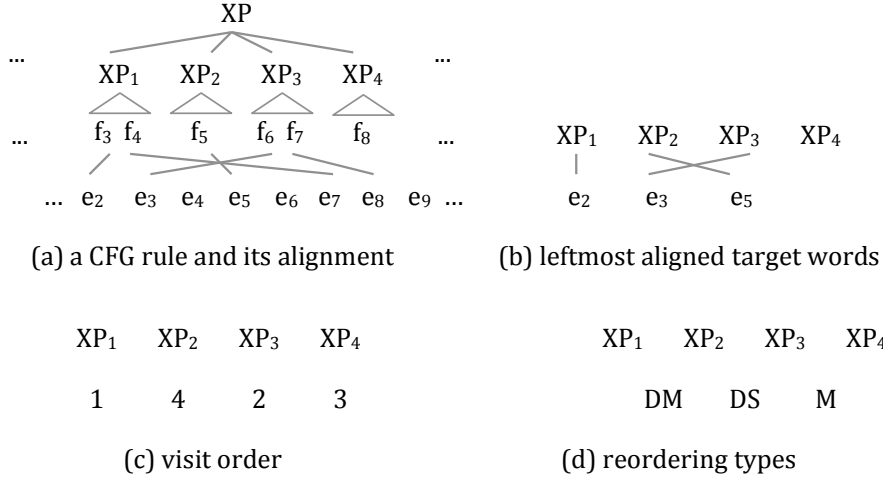 XP
... ...
XP₁ XP₂ XP₃ XP₄
... f₃ f₄ f₅ f₆ f₇ f₈ ...
... e₂ e₃ e₄ e₅ e₆ e₇ e₈ e₉ ...
(a) a CFG rule and its alignment
XP₁ XP₂ XP₃ XP₄
e₂ e₃ e₅
(b) leftmost aligned target words
XP₁ XP₂ XP₃ XP₄
1 4 2 3
(c) visit order
XP₁ XP₂ XP₃ XP₄
DM DS M
(d) reordering types